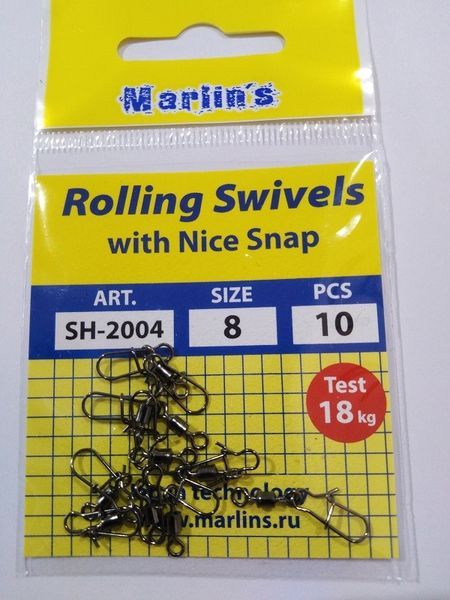 Marlin's
Rolling Swivels
with Nice Snap
ART. SIZE PCS
SH-2004 8 10
Test
18 kg
technology
www.marlins.ru